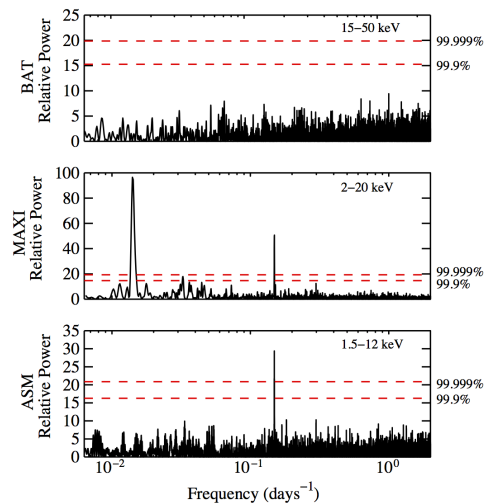 25
20
15
10
5
0
BAT
Relative Power
15–50 keV
99.999%
99.9%
100
80
60
40
20
0
MAXI
Relative Power
2–20 keV
99.999%
99.9%
35
30
25
20
15
10
5
0
ASM
Relative Power
1.5–12 keV
99.999%
99.9%
10⁻² 10⁻¹ 10⁰
Frequency (days⁻¹)